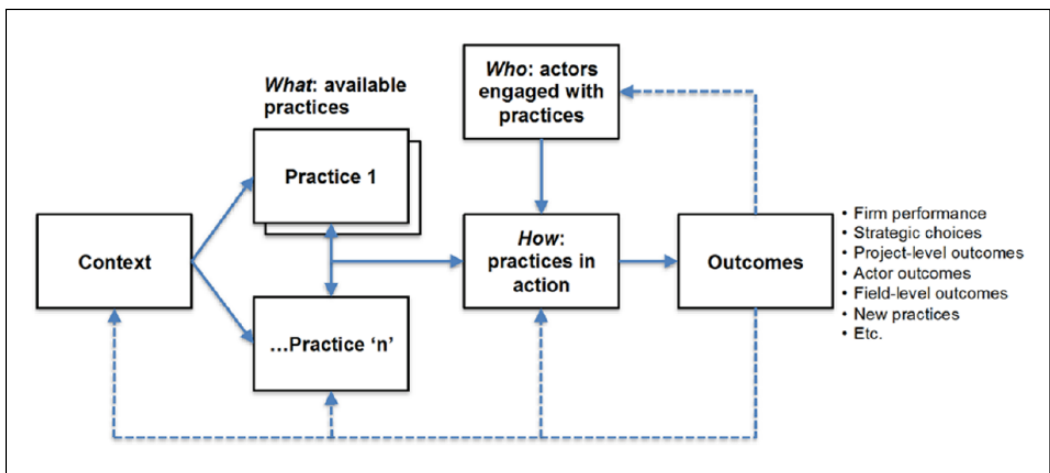 What: available
practices
Practice 1
Context
…Practice ‘n’
Who: actors
engaged with
practices
How:
practices in
action
Outcomes
• Firm performance
• Strategic choices
• Project-level outcomes
• Actor outcomes
• Field-level outcomes
• New practices
• Etc.